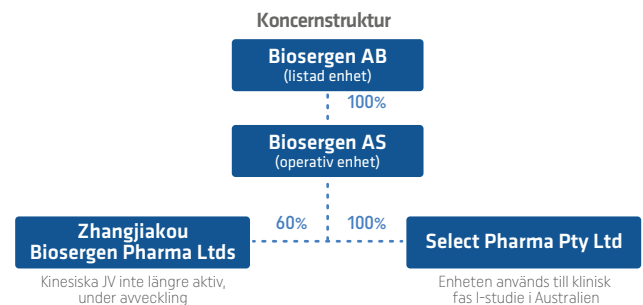 Koncernstruktur
Biosergen AB
(listad enhet)
100%
Biosergen AS
(operativ enhet)
60%
100%
Zhangjiakou
Biosergen Pharma Ltds
Select Pharma Pty Ltd
Kinesiska JV inte längre aktiv,
under avveckling
Enheten används till klinisk
fas I-studie i Australien